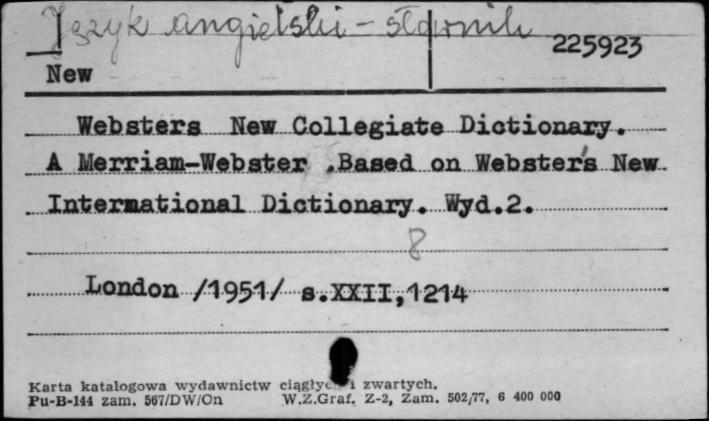 Język angielski - słownik
225923
New
Websters New Collegiate Dictionary.
A Merriam-Webster .Based on Webster's New
International Dictionary. Wyd.2.
8
London /1951/ s.XXII,1214
Karta katalogowa wydawnictw ciągłych i zwartych.
Pu-B-144 zam. 567/DW/On W.Z.Graf. Z-2, Zam. 502/77, 6 400 000